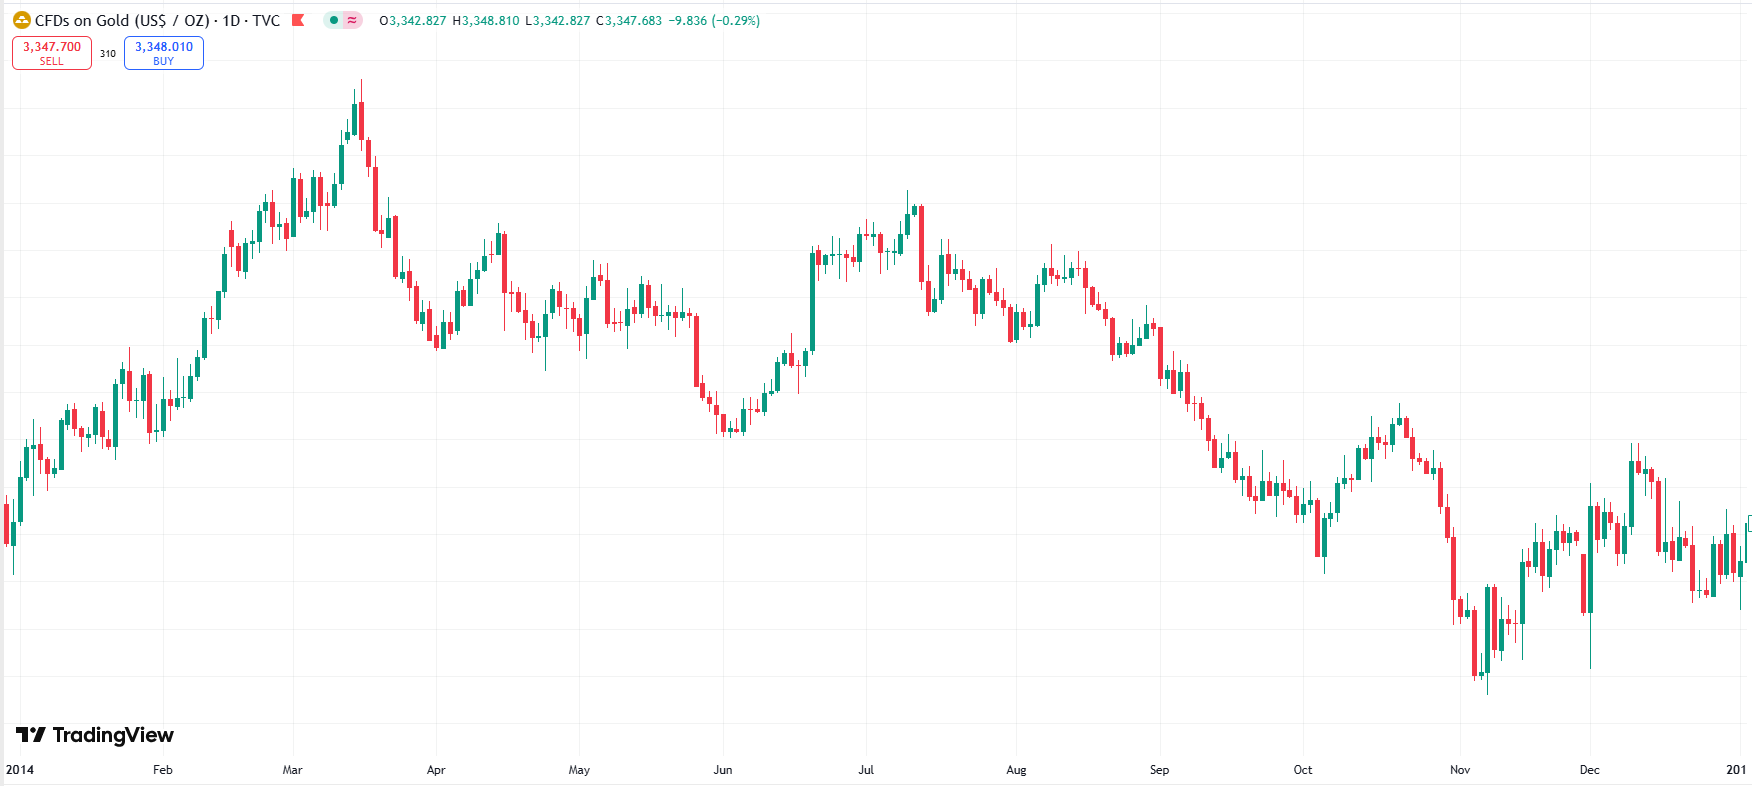 CFDs on Gold (US$ / OZ) · 1D · TVC O3,342.827 H3,348.810 L3,342.827 C3,347.683 −9.836 (−0.29%)
3,347.700 310 3,348.010
SELL BUY
TradingView
2014 Feb Mar Apr May Jun Jul Aug Sep Oct Nov Dec 201